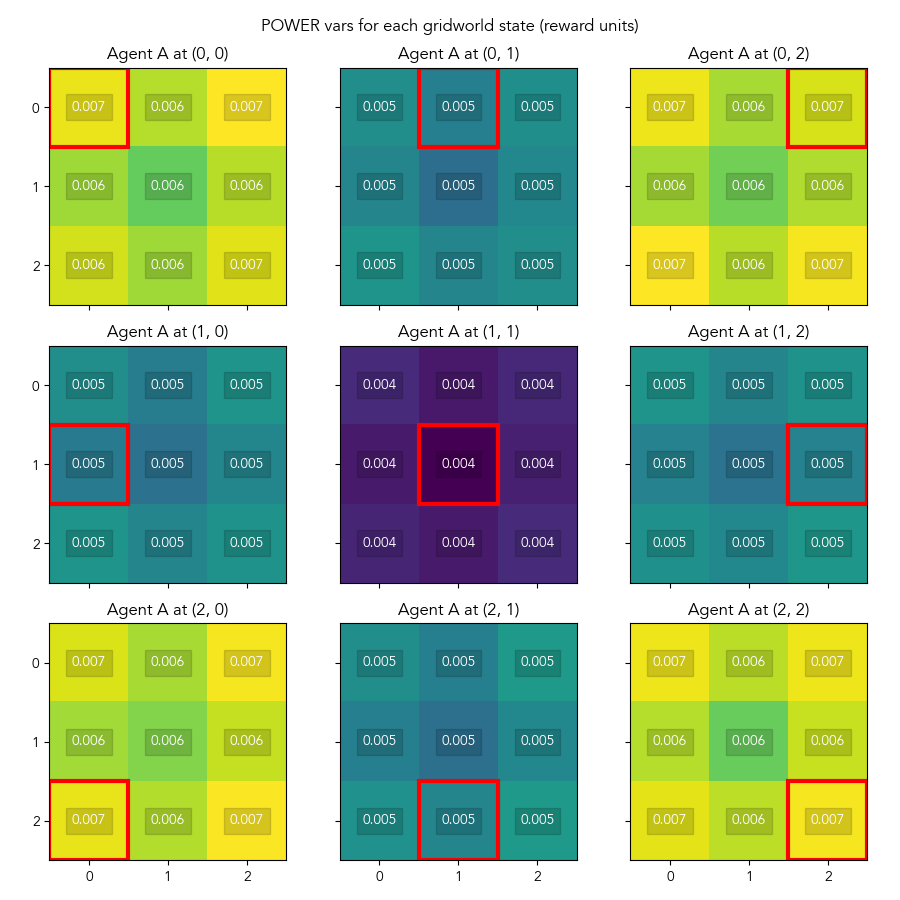 POWER vars for each gridworld state (reward units)
Agent A at (0, 0) Agent A at (0, 1) Agent A at (0, 2)
0 0.007 0.006 0.007 0.005 0.005 0.005 0.007 0.006 0.007
1 0.006 0.006 0.006 0.005 0.005 0.005 0.006 0.006 0.006
2 0.006 0.006 0.007 0.005 0.005 0.005 0.007 0.006 0.007
Agent A at (1, 0) Agent A at (1, 1) Agent A at (1, 2)
0 0.005 0.005 0.005 0.004 0.004 0.004 0.005 0.005 0.005
1 0.005 0.005 0.005 0.004 0.004 0.004 0.005 0.005 0.005
2 0.005 0.005 0.005 0.004 0.004 0.004 0.005 0.005 0.005
Agent A at (2, 0) Agent A at (2, 1) Agent A at (2, 2)
0 0.007 0.006 0.007 0.005 0.005 0.005 0.007 0.006 0.007
1 0.006 0.006 0.006 0.005 0.005 0.005 0.006 0.006 0.006
2 0.007 0.006 0.007 0.005 0.005 0.005 0.007 0.006 0.007
0 1 2 0 1 2 0 1 2